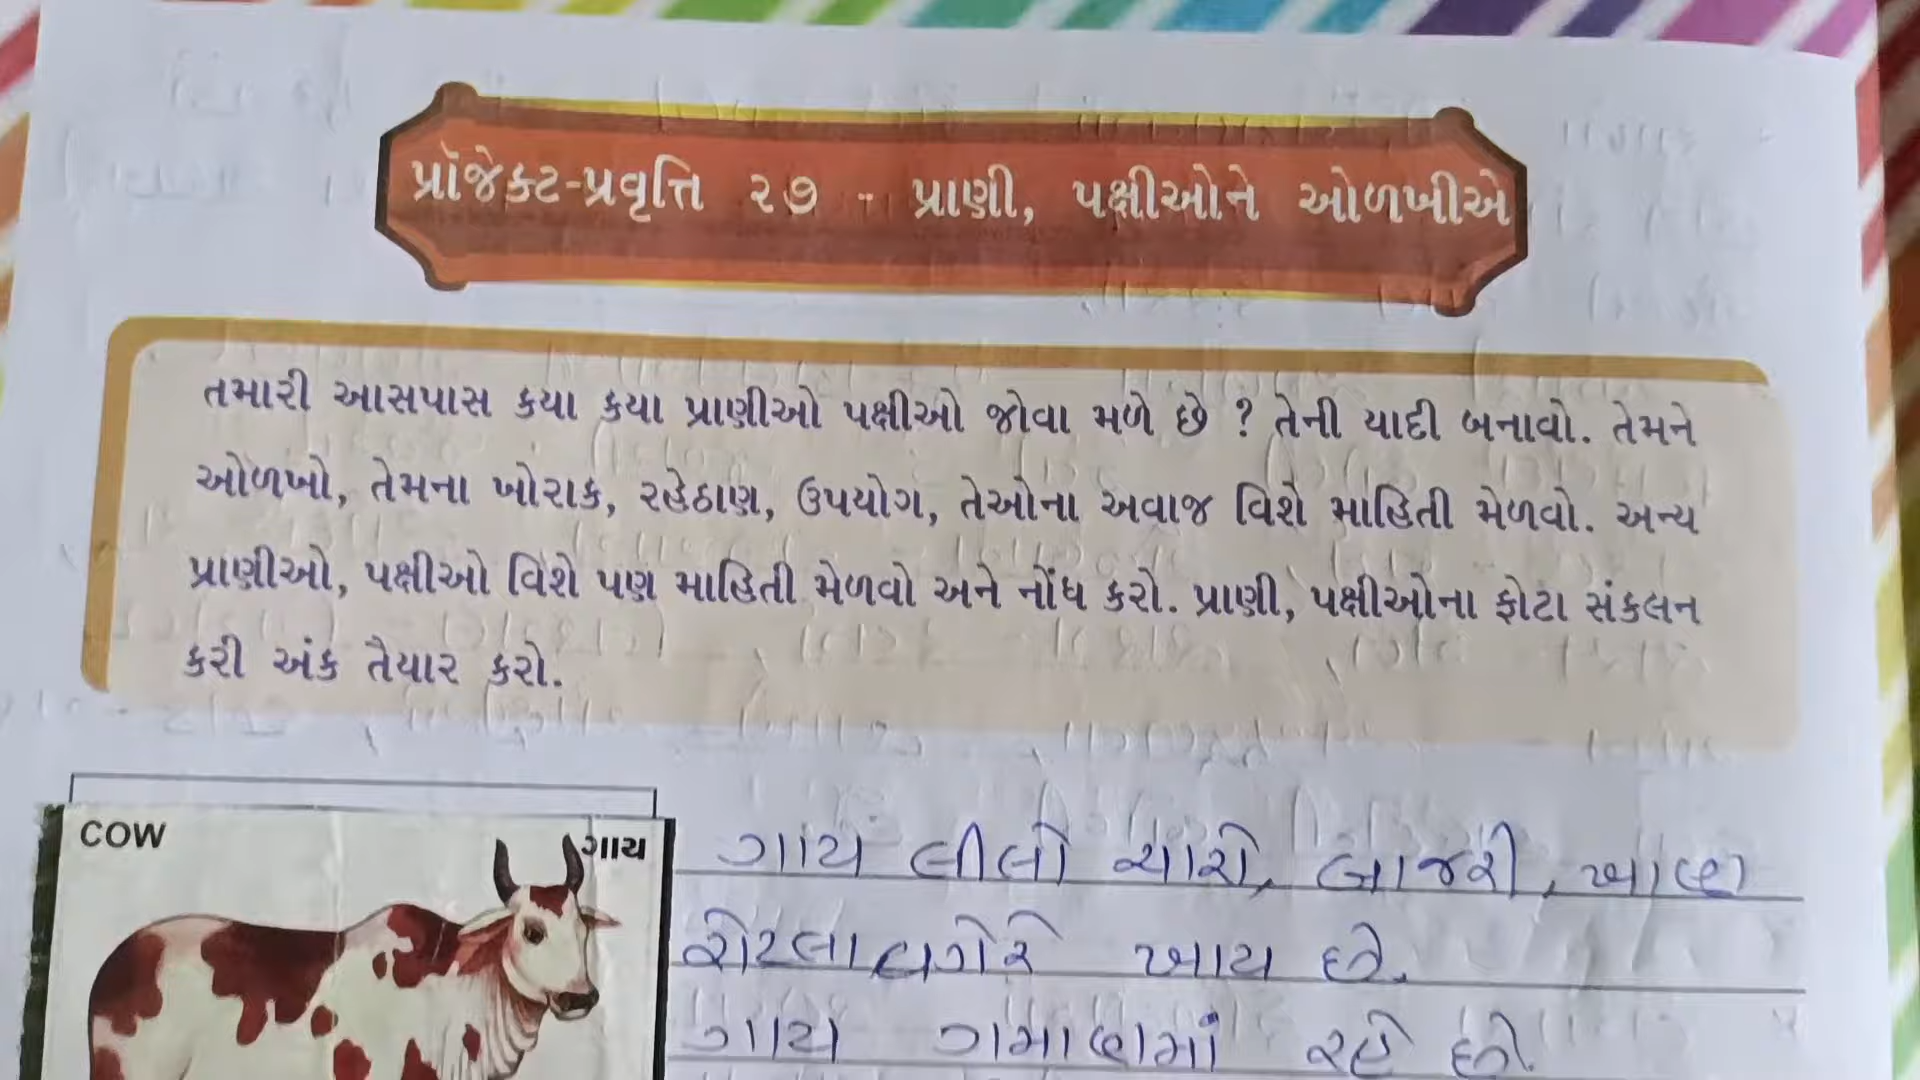 પ્રૉજેક્ટ-પ્રવૃત્તિ ૨૭ - પ્રાણી, પક્ષીઓને ઓળખીએ
તમારી આસપાસ કયા કયા પ્રાણીઓ પક્ષીઓ જોવા મળે છે ? તેની યાદી બનાવો. તેમને
ઓળખો, તેમના ખોરાક, રહેઠાણ, ઉપયોગ, તેઓના અવાજ વિશે માહિતી મેળવો. અન્ય
પ્રાણીઓ, પક્ષીઓ વિશે પણ માહિતી મેળવો અને નોંધ કરો. પ્રાણી, પક્ષીઓના ફોટા સંકલન
કરી અંક તૈયાર કરો.
COW ગાય
ગાય લીલો ચારો, બાજરી, ખાણ
રોટલા વગેરે ખાય છે.
ગાય ગમાણમાં રહે છે.